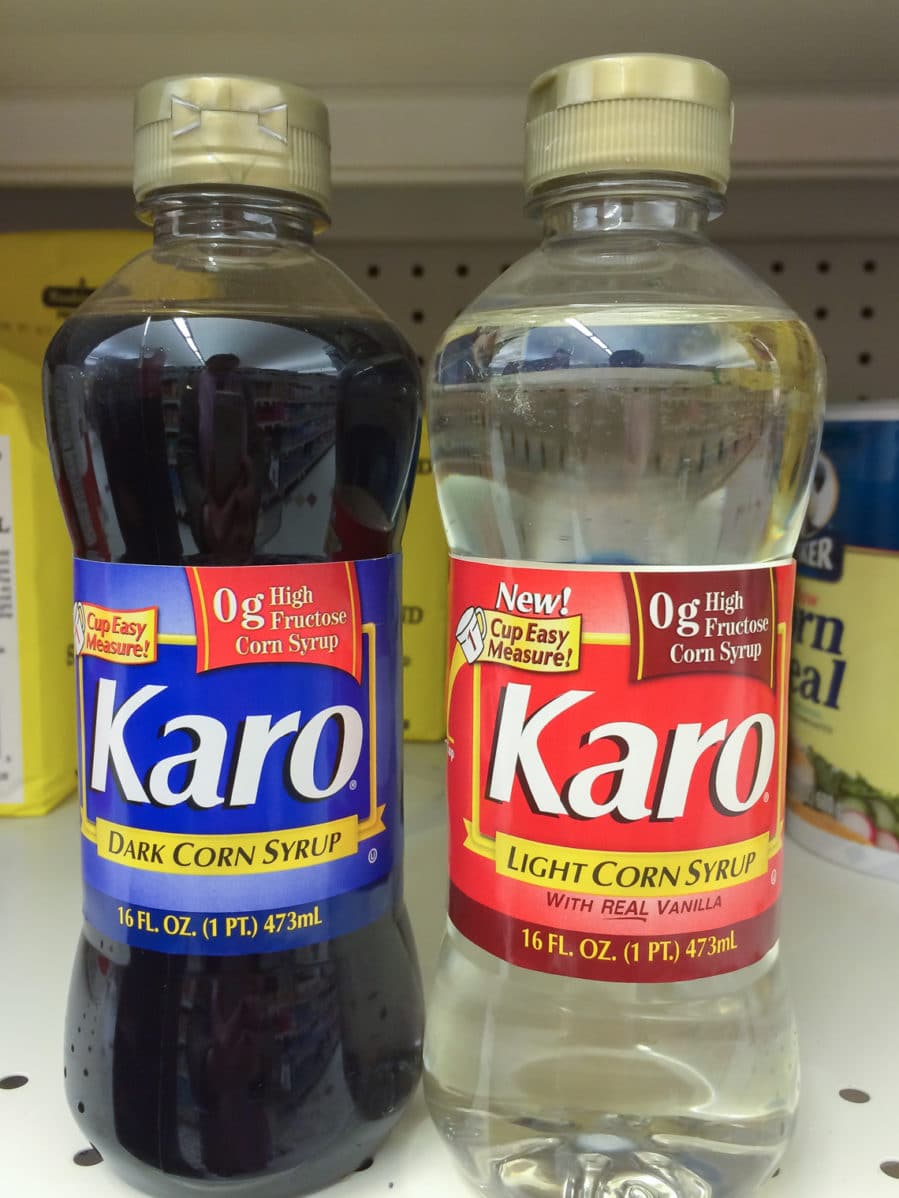 0g High
Fructose
Corn Syrup
Cup Easy
Measure!
Karo®
DARK CORN SYRUP
16 FL. OZ. (1 PT.) 473mL
New!
Cup Easy
Measure!
0g High
Fructose
Corn Syrup
Karo®
LIGHT CORN SYRUP
WITH REAL VANILLA
16 FL. OZ. (1 PT.) 473mL